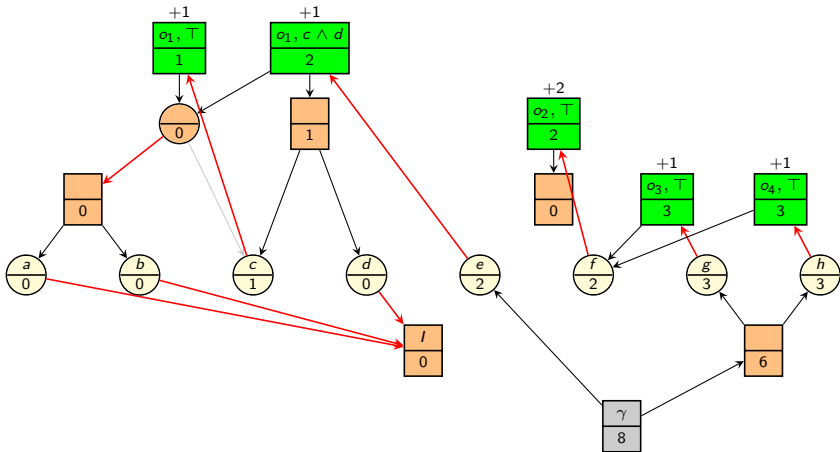 +1 +1
o₁, ⊤ o₁, c ∧ d
1 2
+2
o₂, ⊤
0 1 2
+1 +1
o₃, ⊤ o₄, ⊤
0 0 3 3
a b c d e f g h
0 0 1 0 2 2 3 3
I
0 6
γ
8